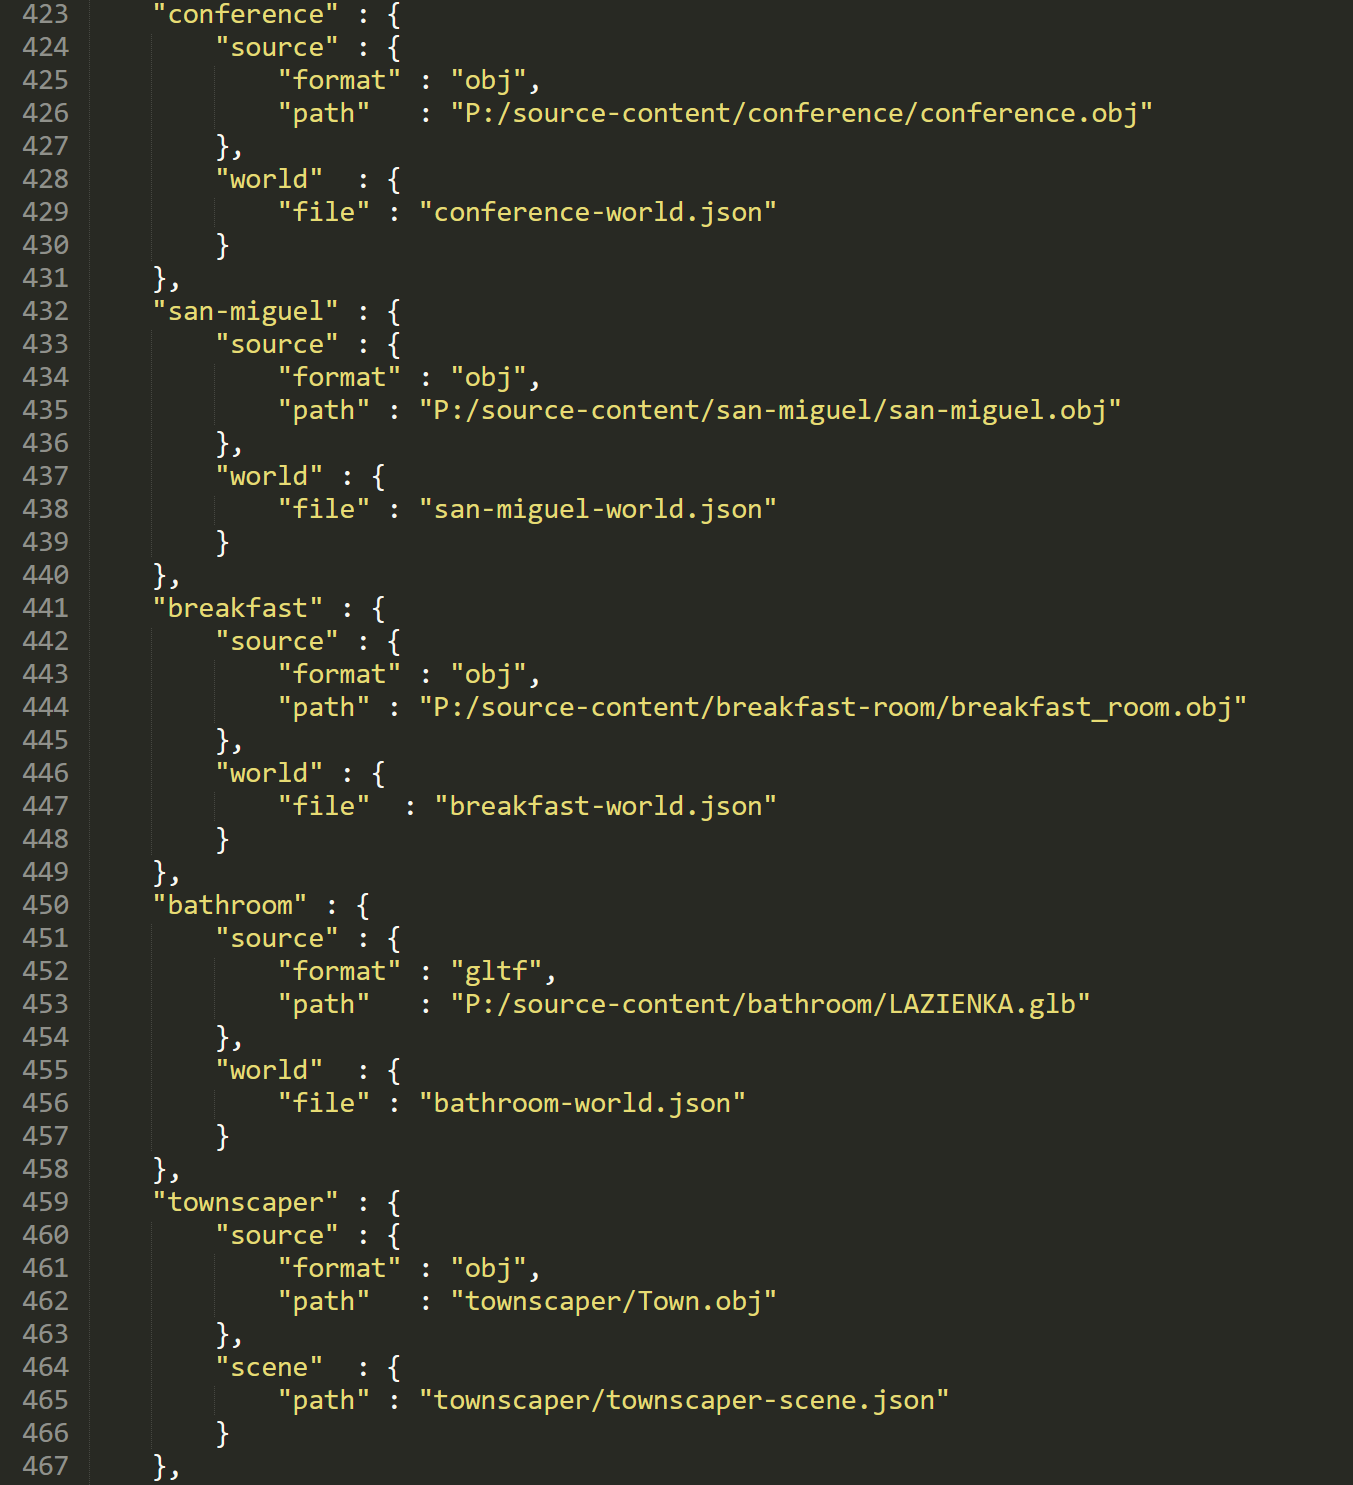 423     "conference" : {
424         "source" : {
425             "format" : "obj",
426             "path"   : "P:/source-content/conference/conference.obj"
427         },
428         "world"  : {
429             "file" : "conference-world.json"
430         }
431     },
432     "san-miguel" : {
433         "source" : {
434             "format" : "obj",
435             "path" : "P:/source-content/san-miguel/san-miguel.obj"
436         },
437         "world" : {
438             "file" : "san-miguel-world.json"
439         }
440     },
441     "breakfast" : {
442         "source" : {
443             "format" : "obj",
444             "path" : "P:/source-content/breakfast-room/breakfast_room.obj"
445         },
446         "world" : {
447             "file"  : "breakfast-world.json"
448         }
449     },
450     "bathroom" : {
451         "source" : {
452             "format" : "gltf",
453             "path"   : "P:/source-content/bathroom/LAZIENKA.glb"
454         },
455         "world"  : {
456             "file" : "bathroom-world.json"
457         }
458     },
459     "townscaper" : {
460         "source" : {
461             "format" : "obj",
462             "path"   : "townscaper/Town.obj"
463         },
464         "scene"  : {
465             "path" : "townscaper/townscaper-scene.json"
466         }
467     },